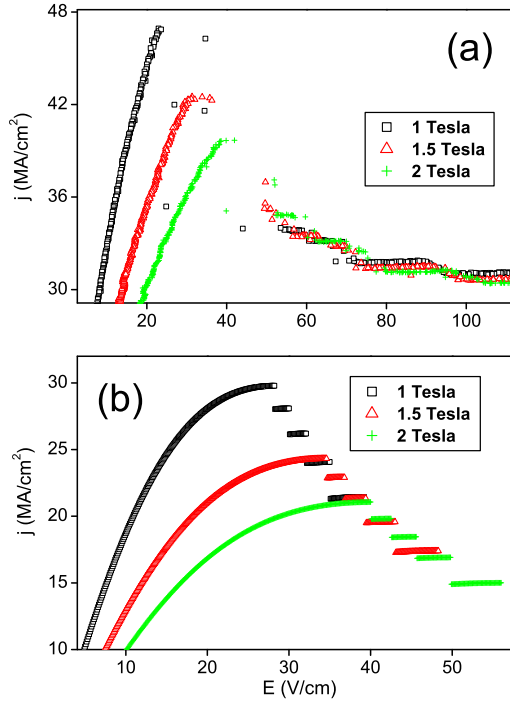 (a)
j (MA/cm²)
48
42
36
30
1 Tesla
1.5 Tesla
2 Tesla
20 40 60 80 100
(b)
j (MA/cm²)
30
25
20
15
10
1 Tesla
1.5 Tesla
2 Tesla
10 20 30 40 50
E (V/cm)